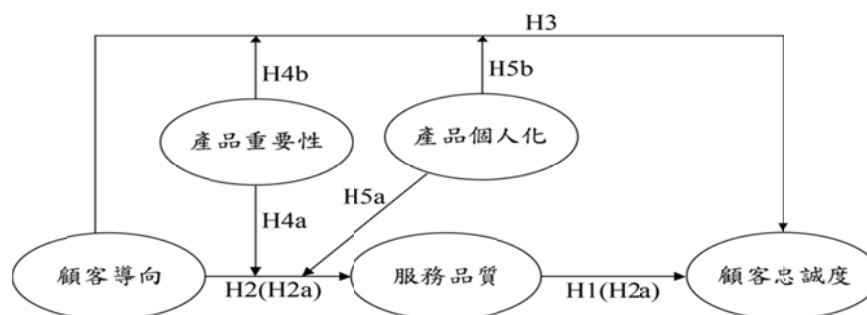 H3
H4b
H5b
產品重要性
產品個人化
H5a
H4a
顧客導向
服務品質
顧客忠誠度
H2(H2a)
H1(H2a)